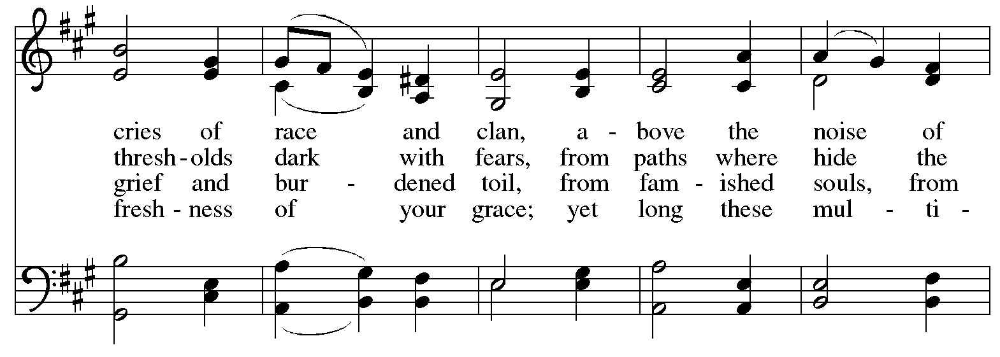 cries of race and clan, a - bove the noise of
thresh - olds dark with fears, from paths where hide the
grief and bur - dened toil, from fam - ished souls, from
fresh - ness of your grace; yet long these mul - ti -